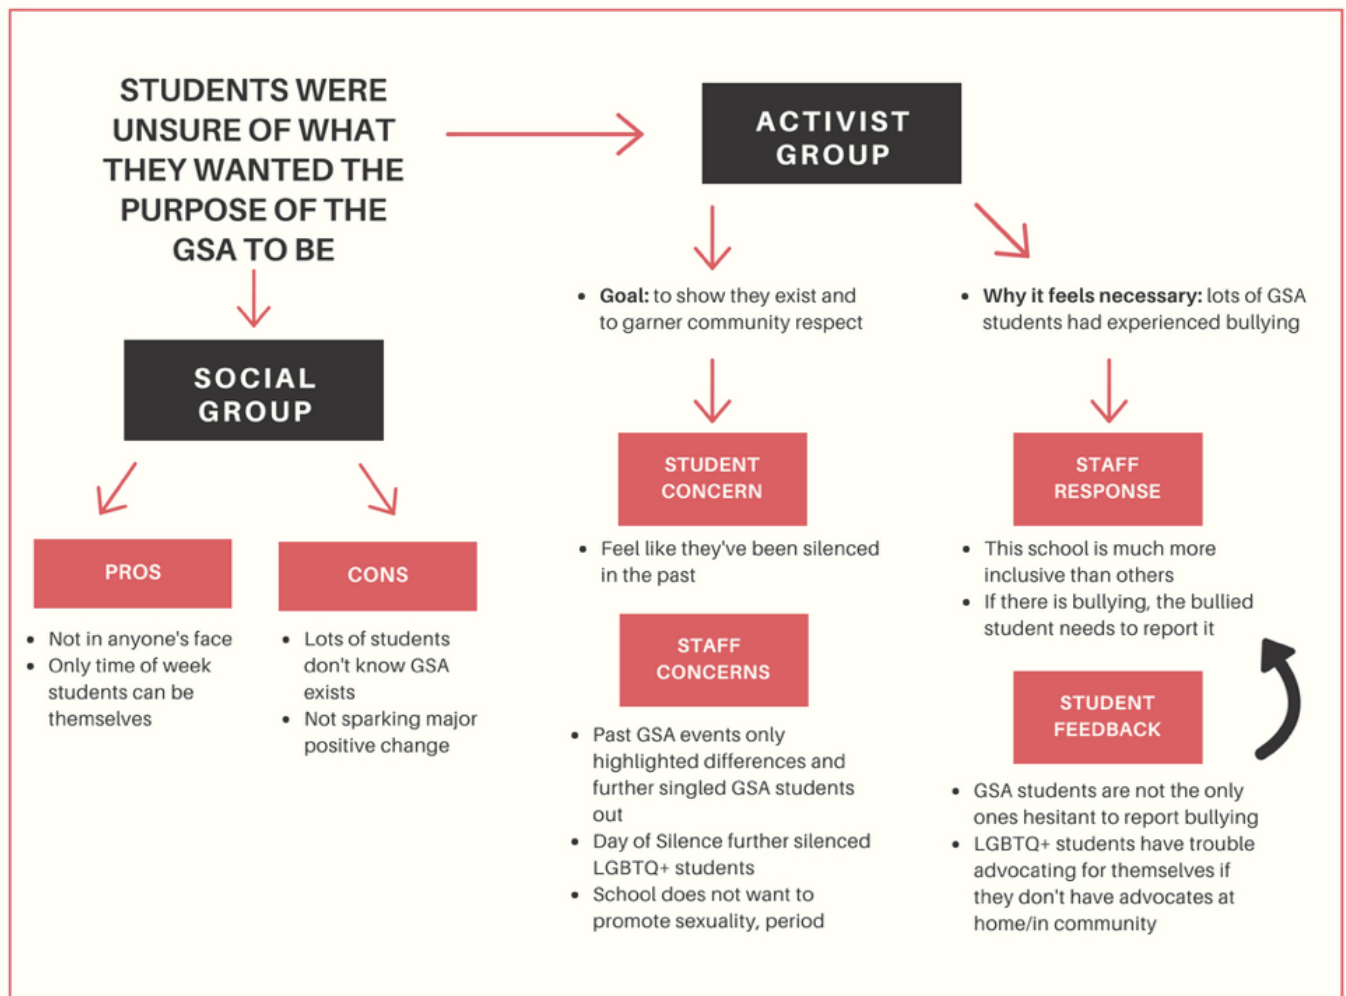 STUDENTS WERE
UNSURE OF WHAT
THEY WANTED THE
PURPOSE OF THE
GSA TO BE
SOCIAL
GROUP
PROS
• Not in anyone's face
• Only time of week
students can be
themselves
CONS
• Lots of students
don't know GSA
exists
• Not sparking major
positive change
ACTIVIST
GROUP
• Goal: to show they exist and
to garner community respect
STUDENT
CONCERN
• Feel like they've been silenced
in the past
STAFF
CONCERNS
• Past GSA events only
highlighted differences and
further singled GSA students
out
• Day of Silence further silenced
LGBTQ+ students
• School does not want to
promote sexuality, period
• Why it feels necessary: lots of GSA
students had experienced bullying
STAFF
RESPONSE
• This school is much more
inclusive than others
• If there is bullying, the bullied
student needs to report it
STUDENT
FEEDBACK
• GSA students are not the only
ones hesitant to report bullying
• LGBTQ+ students have trouble
advocating for themselves if
they don't have advocates at
home/in community